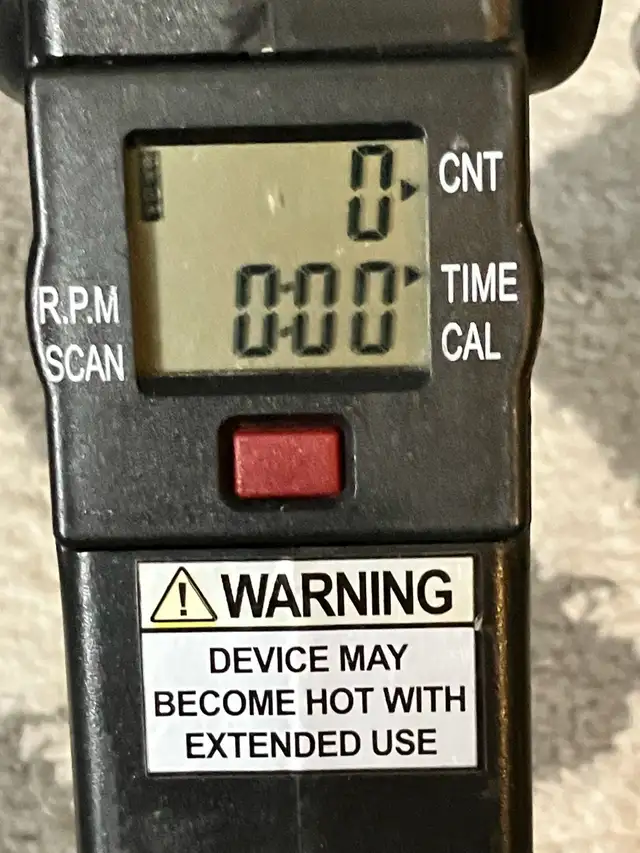 0 CNT
0:00 TIME
R.P.M
SCAN
CAL
WARNING
DEVICE MAY
BECOME HOT WITH
EXTENDED USE